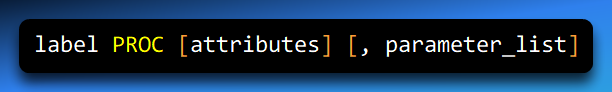 label PROC [attributes] [, parameter_list]